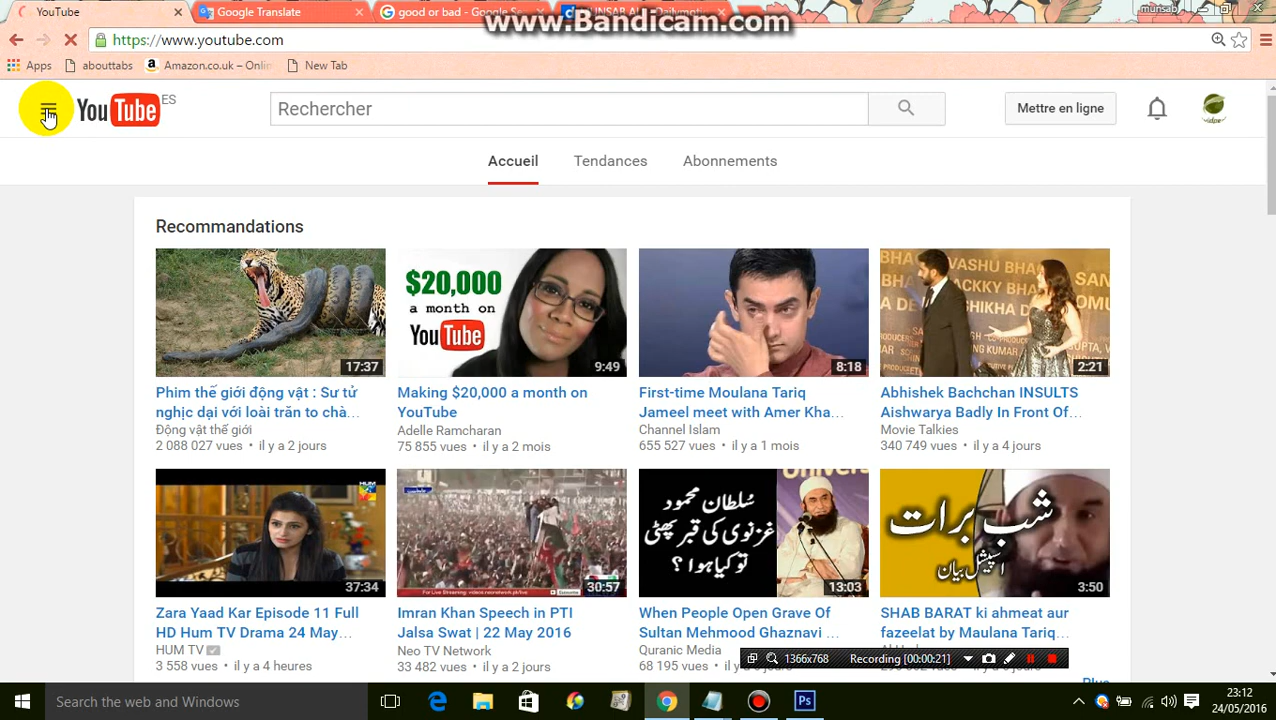 YouTube
Google Translate
good or bad - Google Se
www.Bandicam.com
munsab
https://www.youtube.com
Apps
abouttabs
Amazon.co.uk – Onlin
New Tab
YouTube ES
Rechercher
Mettre en ligne
Accueil
Tendances
Abonnements
Recommandations
17:37
$20,000
a month on
YouTube
9:49
8:18
2:21
Phim thế giới động vật : Sư tử
nghịc dại với loài trăn to chà...
Động vật thế giới
2 088 027 vues • il y a 2 jours
Making $20,000 a month on
YouTube
Adelle Ramcharan
75 855 vues • il y a 2 mois
First-time Moulana Tariq
Jameel meet with Amer Kha...
Channel Islam
655 527 vues • il y a 1 mois
Abhishek Bachchan INSULTS
Aishwarya Badly In Front Of...
Movie Talkies
340 749 vues • il y a 4 jours
HUM
37:34
30:57
سُلطان محمود
غزنوی کی قبر پھٹی
تو کیا ہوا ؟
13:03
شب برات
اسپیشل بیان
3:50
Zara Yaad Kar Episode 11 Full
HD Hum TV Drama 24 May...
HUM TV
3 558 vues • il y a 4 heures
Imran Khan Speech in PTI
Jalsa Swat | 22 May 2016
Neo TV Network
33 482 vues • il y a 2 jours
When People Open Grave Of
Sultan Mehmood Ghaznavi ...
Quranic Media
68 195 vues
SHAB BARAT ki ahmeat aur
fazeelat by Maulana Tariq...
1366x768
Recording [00:00:21]
Plus
Search the web and Windows
23:12
24/05/2016